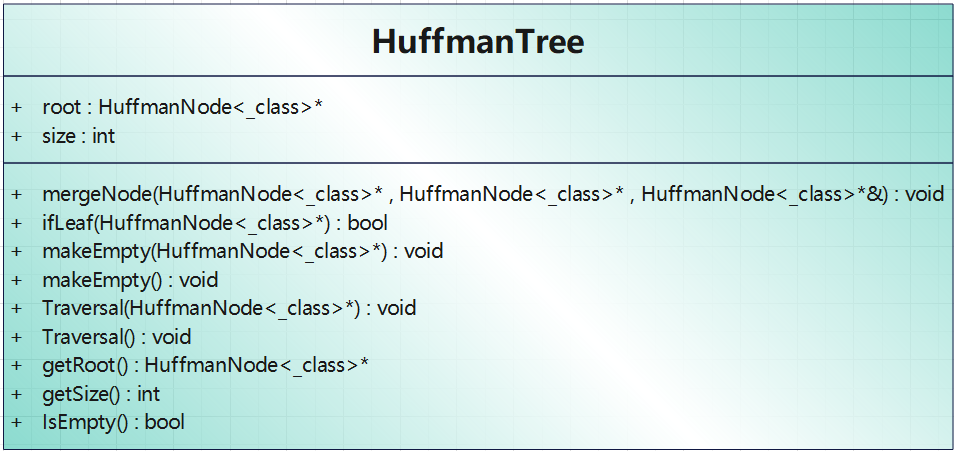 HuffmanTree
+ root : HuffmanNode<_class>*
+ size : int
+ mergeNode(HuffmanNode<_class>* , HuffmanNode<_class>* , HuffmanNode<_class>*&) : void
+ ifLeaf(HuffmanNode<_class>*) : bool
+ makeEmpty(HuffmanNode<_class>*) : void
+ makeEmpty() : void
+ Traversal(HuffmanNode<_class>*) : void
+ Traversal() : void
+ getRoot() : HuffmanNode<_class>*
+ getSize() : int
+ IsEmpty() : bool